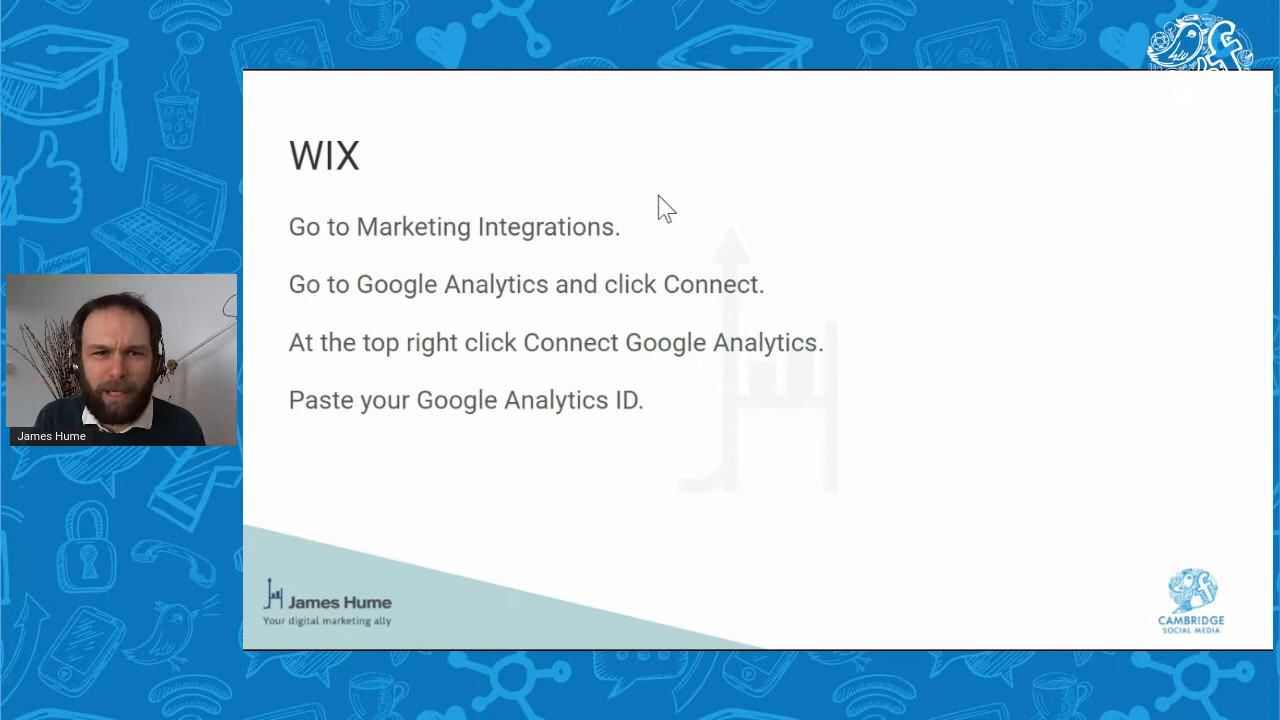 WIX
Go to Marketing Integrations.
Go to Google Analytics and click Connect.
At the top right click Connect Google Analytics.
Paste your Google Analytics ID.
James Hume
James Hume
Your digital marketing ally
CAMBRIDGE
SOCIAL MEDIA